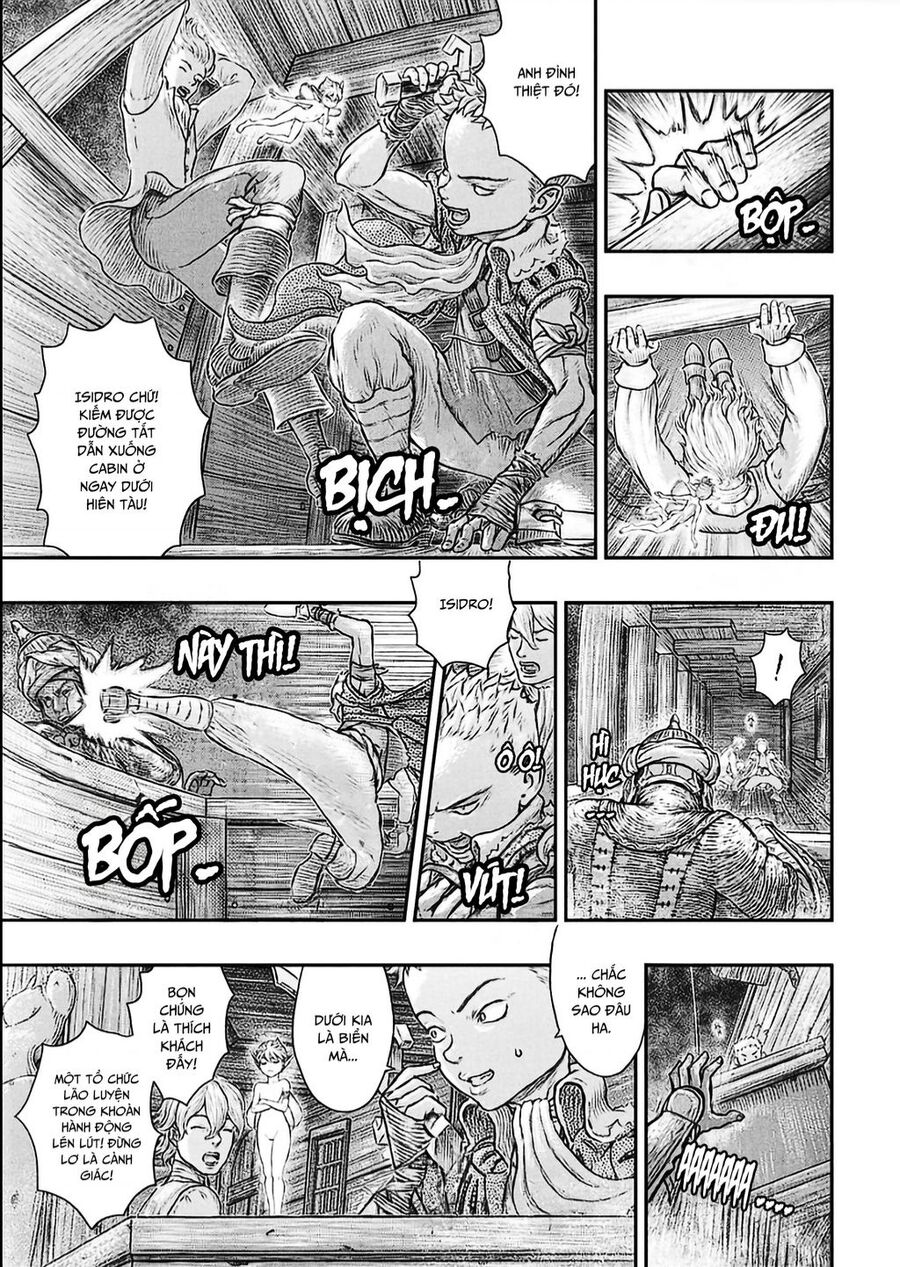 BỘP
ĐU!
ANH ĐỈNH
THIỆT ĐÓ!
ISIDRO CHỨ!
KIẾM ĐƯỢC
ĐƯỜNG TẮT
DẪN XUỐNG
CABIN Ở
NGAY DƯỚI
HIÊN TÀU!
BỊCH
!
HÌ
HỤC
...
ISIDRO!
Ô Ộ!
VÚT!
NÀY THÌ!
BỐP
AAAAAAA....
... CHẮC
KHÔNG
SAO ĐÂU
HA.
DƯỚI KIA
LÀ BIỂN
MÀ...
BỌN
CHÚNG
LÀ THÍCH
KHÁCH
ĐẤY!
MỘT TỔ CHỨC
LÃO LUYỆN
TRONG KHOẢN
HÀNH ĐỘNG
LÉN LÚT! ĐỪNG
LƠ LÀ CẢNH
GIÁC!